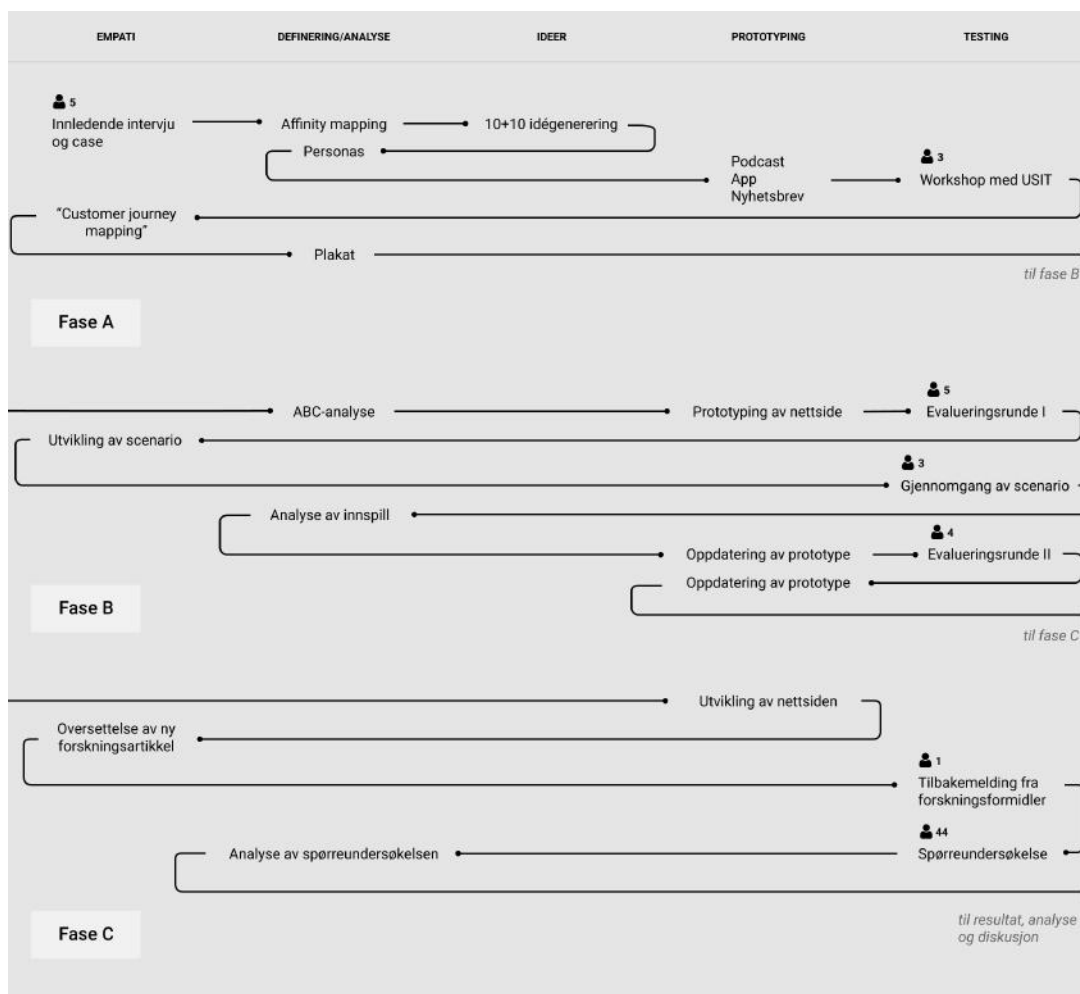 EMPATI
DEFINERING/ANALYSE
IDEER
PROTOTYPING
TESTING
5
Innledende intervju
og case
Affinity mapping
10+10 idégenerering
Personas
Podcast
App
Nyhetsbrev
3
Workshop med USIT
“Customer journey
mapping”
Plakat
til fase B
Fase A
ABC-analyse
Prototyping av nettside
5
Evalueringsrunde I
Utvikling av scenario
3
Gjennomgang av scenario
Analyse av innspill
Oppdatering av prototype
4
Evalueringsrunde II
Oppdatering av prototype
Fase B
til fase C
Utvikling av nettsiden
Oversettelse av ny
forskningsartikkel
1
Tilbakemelding fra
forskningsformidler
44
Spørreundersøkelse
Analyse av spørreundersøkelsen
til resultat, analyse
og diskusjon
Fase C